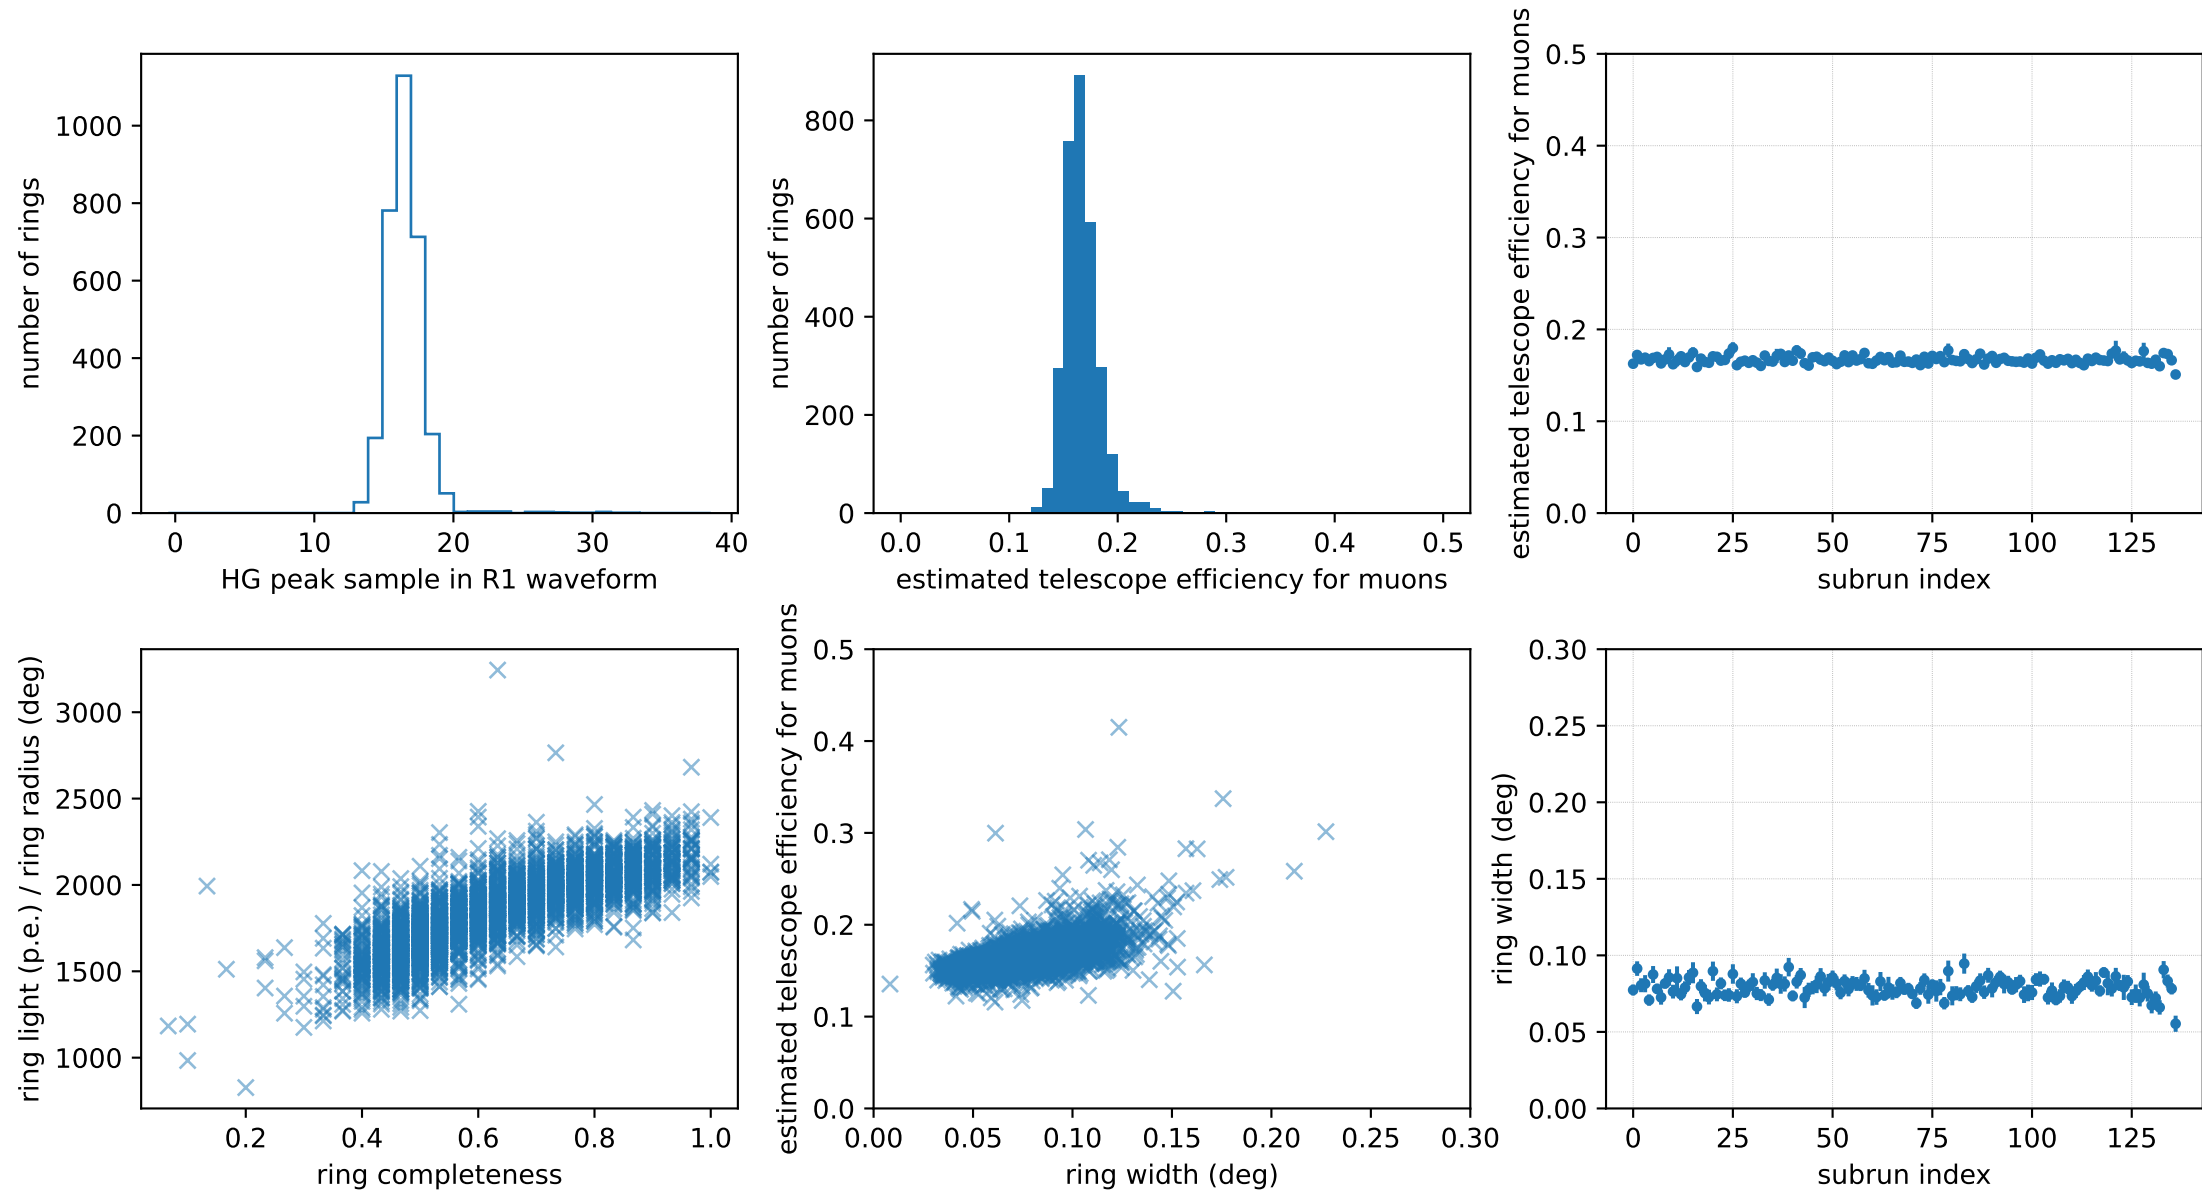 number of rings
1000
800
600
400
200
0
0 10 20 30 40
HG peak sample in R1 waveform
number of rings
800
600
400
200
0
0.0 0.1 0.2 0.3 0.4 0.5
estimated telescope efficiency for muons
estimated telescope efficiency for muons
0.5
0.4
0.3
0.2
0.1
0.0
0 25 50 75 100 125
subrun index
ring light (p.e.) / ring radius (deg)
3000
2500
2000
1500
1000
0.2 0.4 0.6 0.8 1.0
ring completeness
estimated telescope efficiency for muons
0.5
0.4
0.3
0.2
0.1
0.0
0.00 0.05 0.10 0.15 0.20 0.25 0.30
ring width (deg)
ring width (deg)
0.30
0.25
0.20
0.15
0.10
0.05
0.00
0 25 50 75 100 125
subrun index